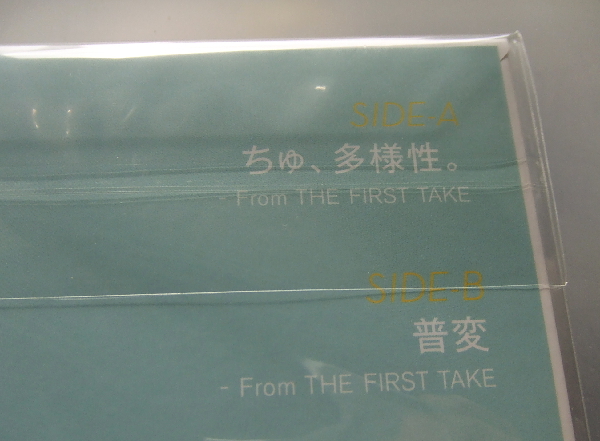 SIDE-A
ちゅ、多様性。
- From THE FIRST TAKE
SIDE-B
普変
- From THE FIRST TAKE